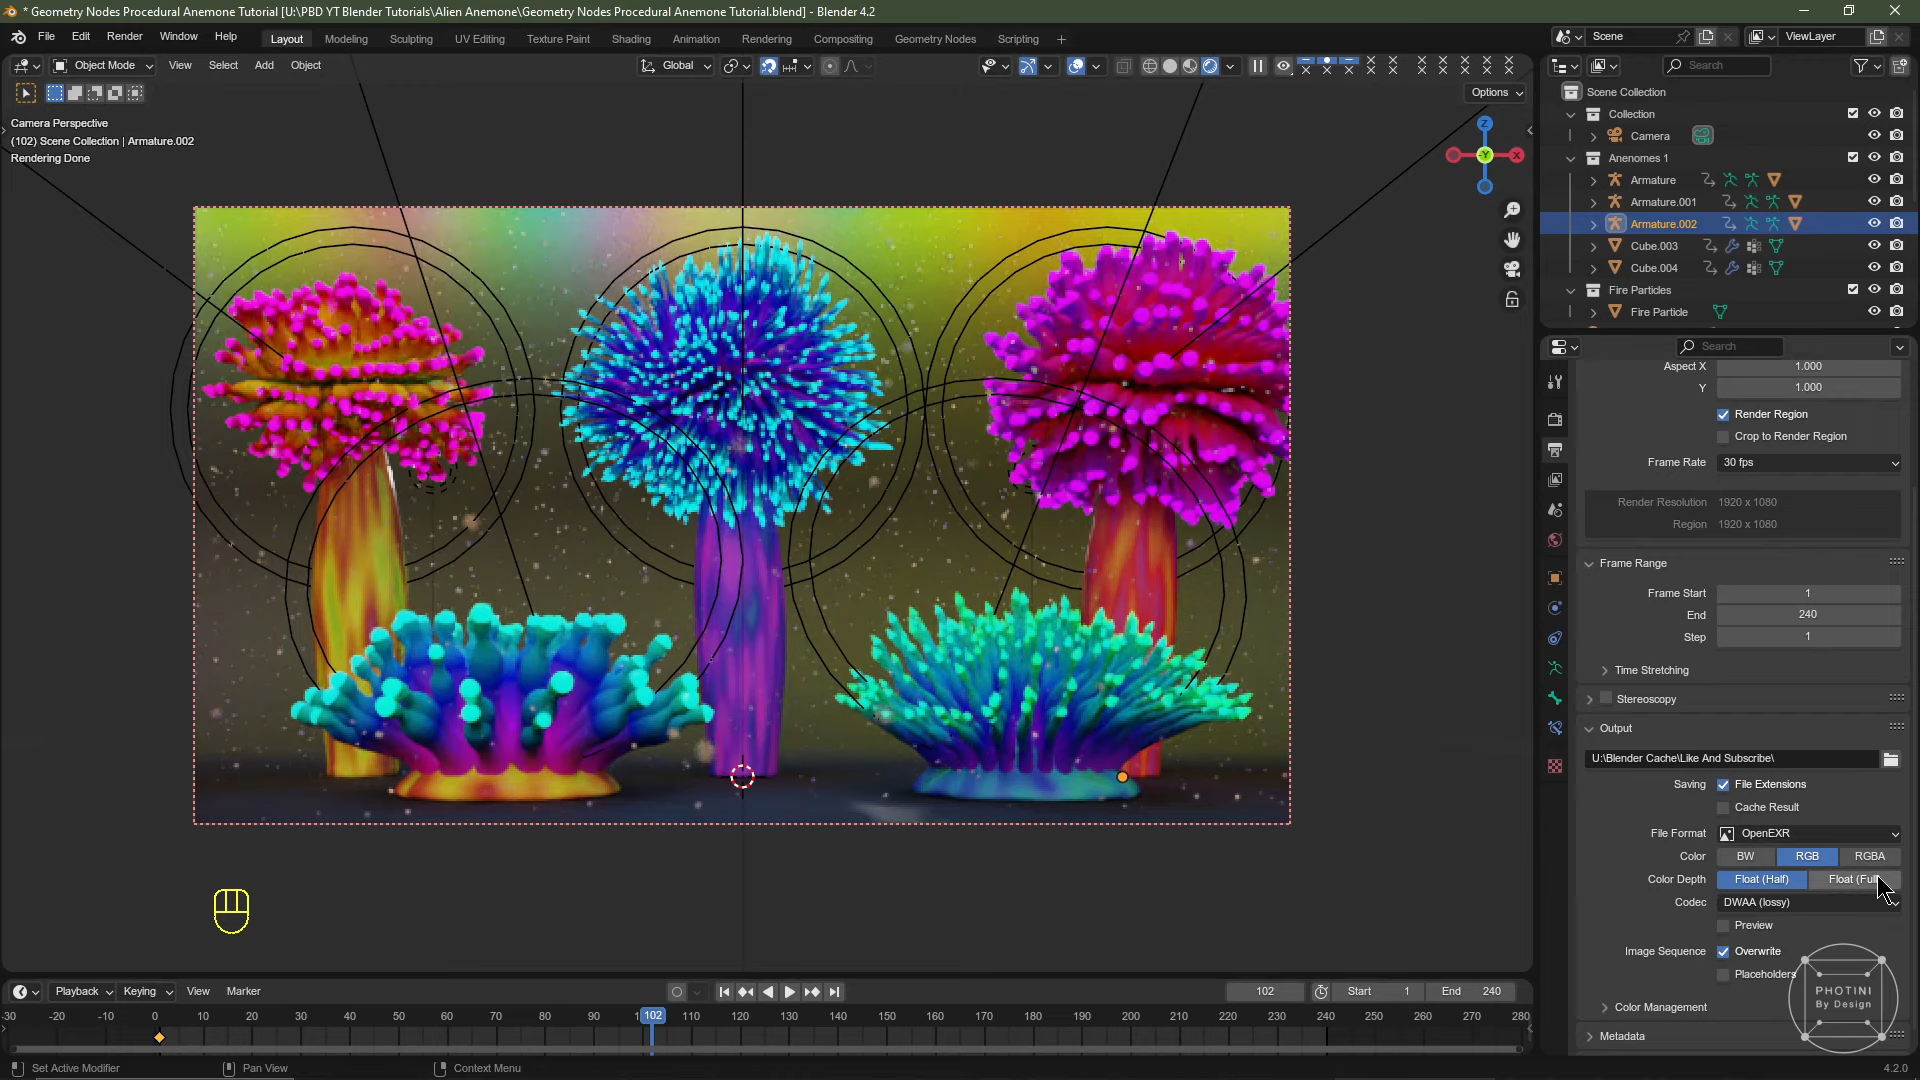 * Geometry Nodes Procedural Anemone Tutorial [U:\PBD YT Blender Tutorials\Alien Anemone\Geometry Nodes Procedural Anemone Tutorial.blend] - Blender 4.2
File Edit Render Window Help Layout Modeling Sculpting UV Editing Texture Paint Shading Animation Rendering Compositing Geometry Nodes Scripting + Scene ViewLayer
Object Mode View Select Add Object Global Search
Options
Scene Collection
Camera Perspective
(102) Scene Collection | Armature.002
Rendering Done
Z
-Y
X
Collection
Camera
Anenomes 1
Armature
Armature.001
Armature.002
Cube.003
Cube.004
Fire Particles
Fire Particle
Search
Aspect X 1.000
Y 1.000
Render Region
Crop to Render Region
Frame Rate 30 fps
Render Resolution 1920 x 1080
Region 1920 x 1080
Frame Range
Frame Start 1
End 240
Step 1
Time Stretching
Stereoscopy
Output
U:\Blender Cache\Like And Subscribe\
Saving File Extensions
Cache Result
File Format OpenEXR
Color BW RGB RGBA
Color Depth Float (Half) Float (Full
Codec DWAA (lossy)
Preview
Image Sequence Overwrite
Placeholders
Color Management
Metadata
PHOTINI
By Design
Playback Keying View Marker 102 Start 1 End 240
-30 -20 -10 0 10 20 30 40 50 60 70 80 90 1 102 110 120 130 140 150 160 170 180 190 200 210 220 230 240 250 260 270 280
Set Active Modifier Pan View Context Menu 4.2.0